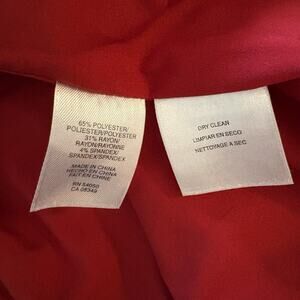 65% POLYESTER/
POLIESTER/POLYESTER
31% RAYON/
RAYON/RAYONNE
4% SPANDEX/
SPANDEX/SPANDEX
MADE IN CHINA
HECHO EN CHINA
FAIT EN CHINE
RN 54050
CA 08349
DRY CLEAN
LIMPIAR EN SECO
NETTOYAGE A SEC